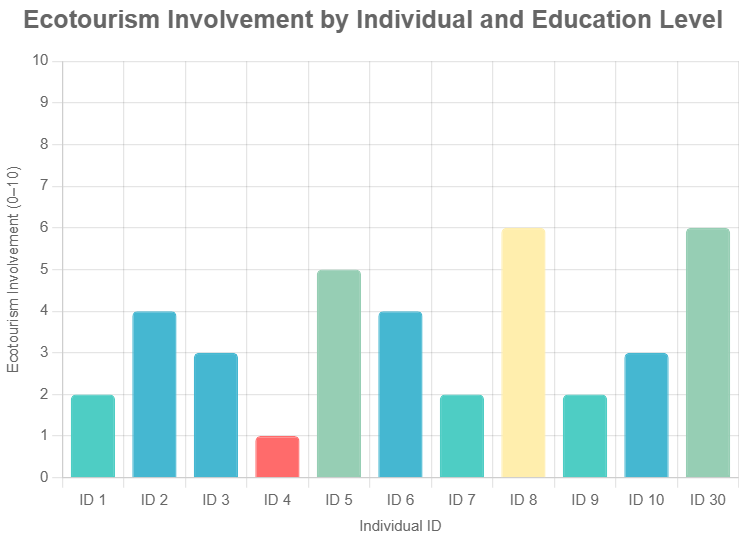 Ecotourism Involvement by Individual and Education Level
Ecotourism Involvement (0–10)
10
9
8
7
6
5
4
3
2
1
0
ID 1 ID 2 ID 3 ID 4 ID 5 ID 6 ID 7 ID 8 ID 9 ID 10 ID 30
Individual ID